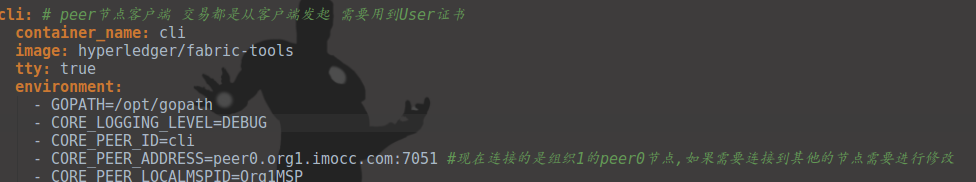 cli: # peer节点客户端 交易都是从客户端发起 需要用到User证书
container_name: cli
image: hyperledger/fabric-tools
tty: true
environment:
- GOPATH=/opt/gopath
- CORE_LOGGING_LEVEL=DEBUG
- CORE_PEER_ID=cli
- CORE_PEER_ADDRESS=peer0.org1.imocc.com:7051 #现在连接的是组织1的peer0节点,如果需要连接到其他的节点需要进行修改
- CORE_PEER_LOCALMSPID=Org1MSP